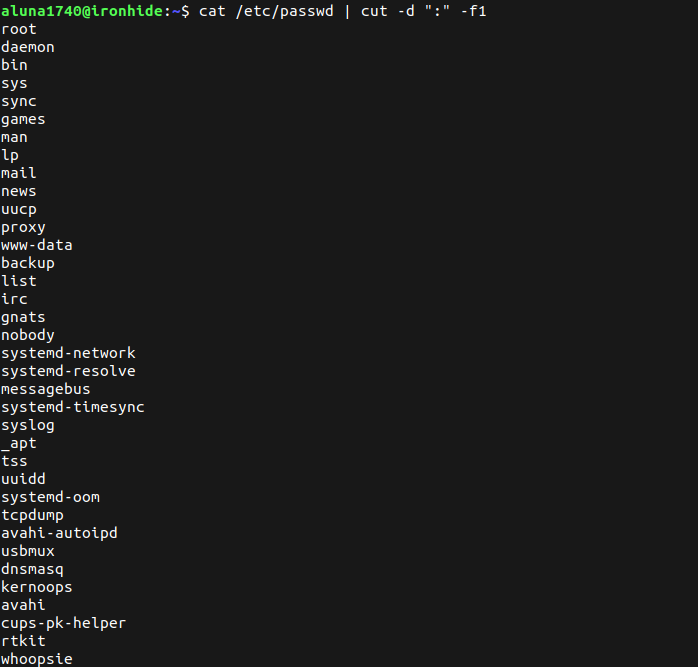 aluna1740@ironhide:~$ cat /etc/passwd | cut -d ":" -f1
root
daemon
bin
sys
sync
games
man
lp
mail
news
uucp
proxy
www-data
backup
list
irc
gnats
nobody
systemd-network
systemd-resolve
messagebus
systemd-timesync
syslog
_apt
tss
uuidd
systemd-oom
tcpdump
avahi-autoipd
usbmux
dnsmasq
kernoops
avahi
cups-pk-helper
rtkit
whoopsie